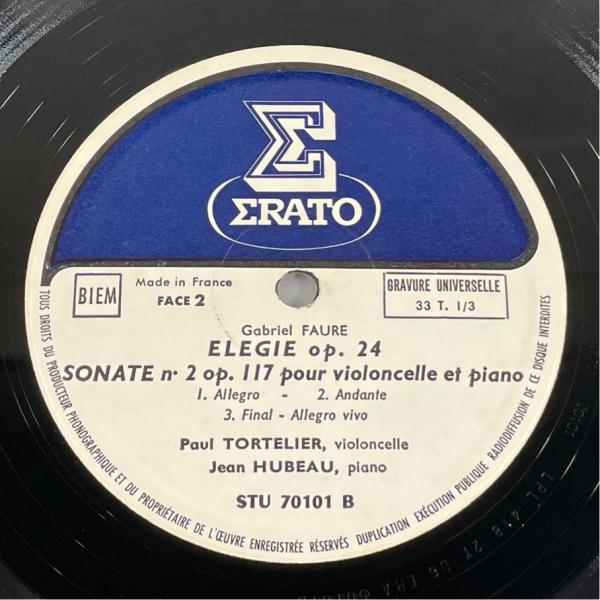 Σ
ΣRATO
BIEM
Made in France
FACE 2
GRAVURE UNIVERSELLE
33 T. 1/3
Gabriel FAURE
ELEGIE op. 24
SONATE n° 2 op. 117 pour violoncelle et piano
1. Allegro - 2. Andante
3. Final - Allegro vivo
Paul TORTELIER, violoncelle
Jean HUBEAU, piano
STU 70101 B
TOUS DROITS DU PRODUCTEUR PHONOGRAPHIQUE ET DU PROPRIÉTAIRE DE L'ŒUVRE ENREGISTRÉE RÉSERVÉS DUPLICATION EXÉCUTION PUBLIQUE RADIODIFFUSION DE CE DISQUE INTERDITES